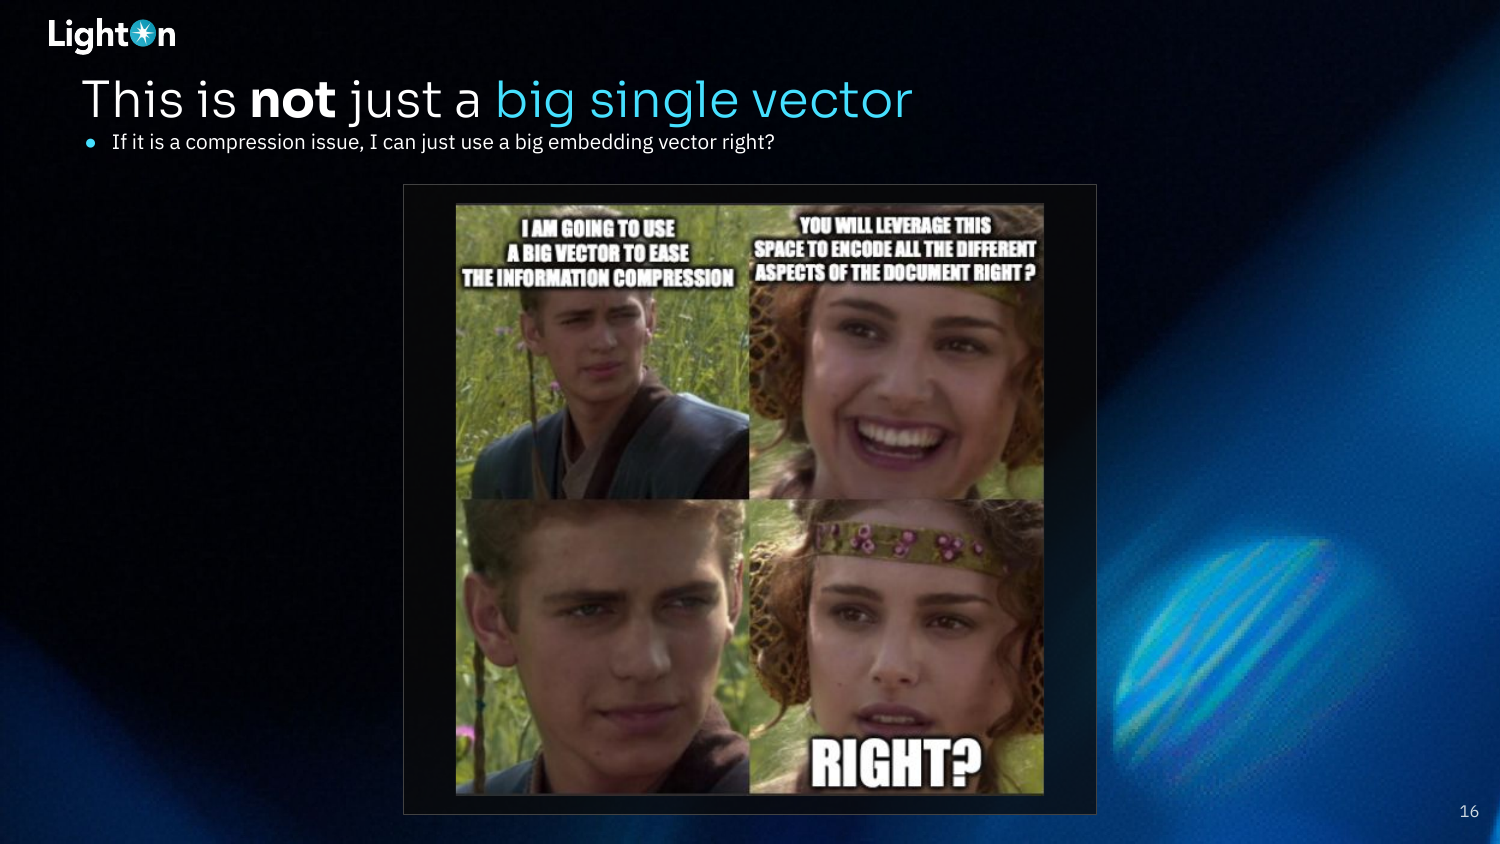 LightOn
This is not just a big single vector
● If it is a compression issue, I can just use a big embedding vector right?
I AM GOING TO USE
A BIG VECTOR TO EASE
THE INFORMATION COMPRESSION
YOU WILL LEVERAGE THIS
SPACE TO ENCODE ALL THE DIFFERENT
ASPECTS OF THE DOCUMENT RIGHT ?
RIGHT?
16